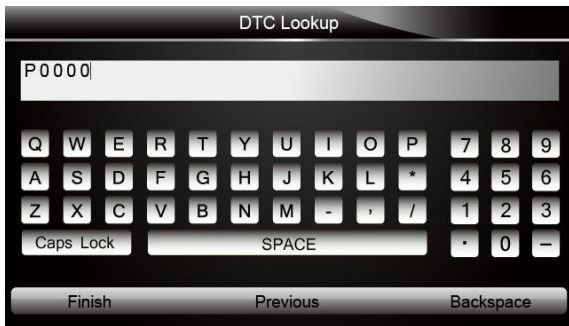 DTC Lookup
P0000
Q W E R T Y U I O P 7 8 9
A S D F G H J K L * 4 5 6
Z X C V B N M - , / 1 2 3
Caps Lock SPACE · 0 –
Finish Previous Backspace